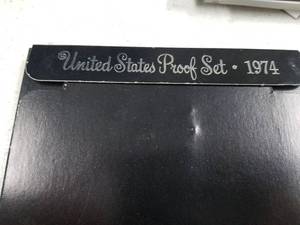 United States Proof Set • 1974